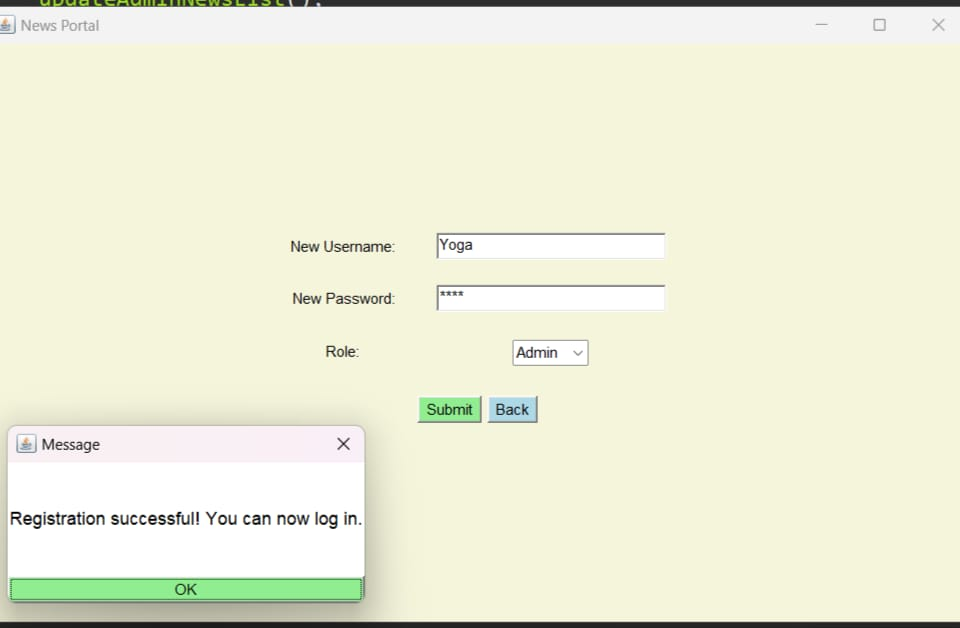 updateAdminNewsList();
News Portal
New Username: Yoga
New Password: ****
Role: Admin
Submit Back
Message
Registration successful! You can now log in.
OK